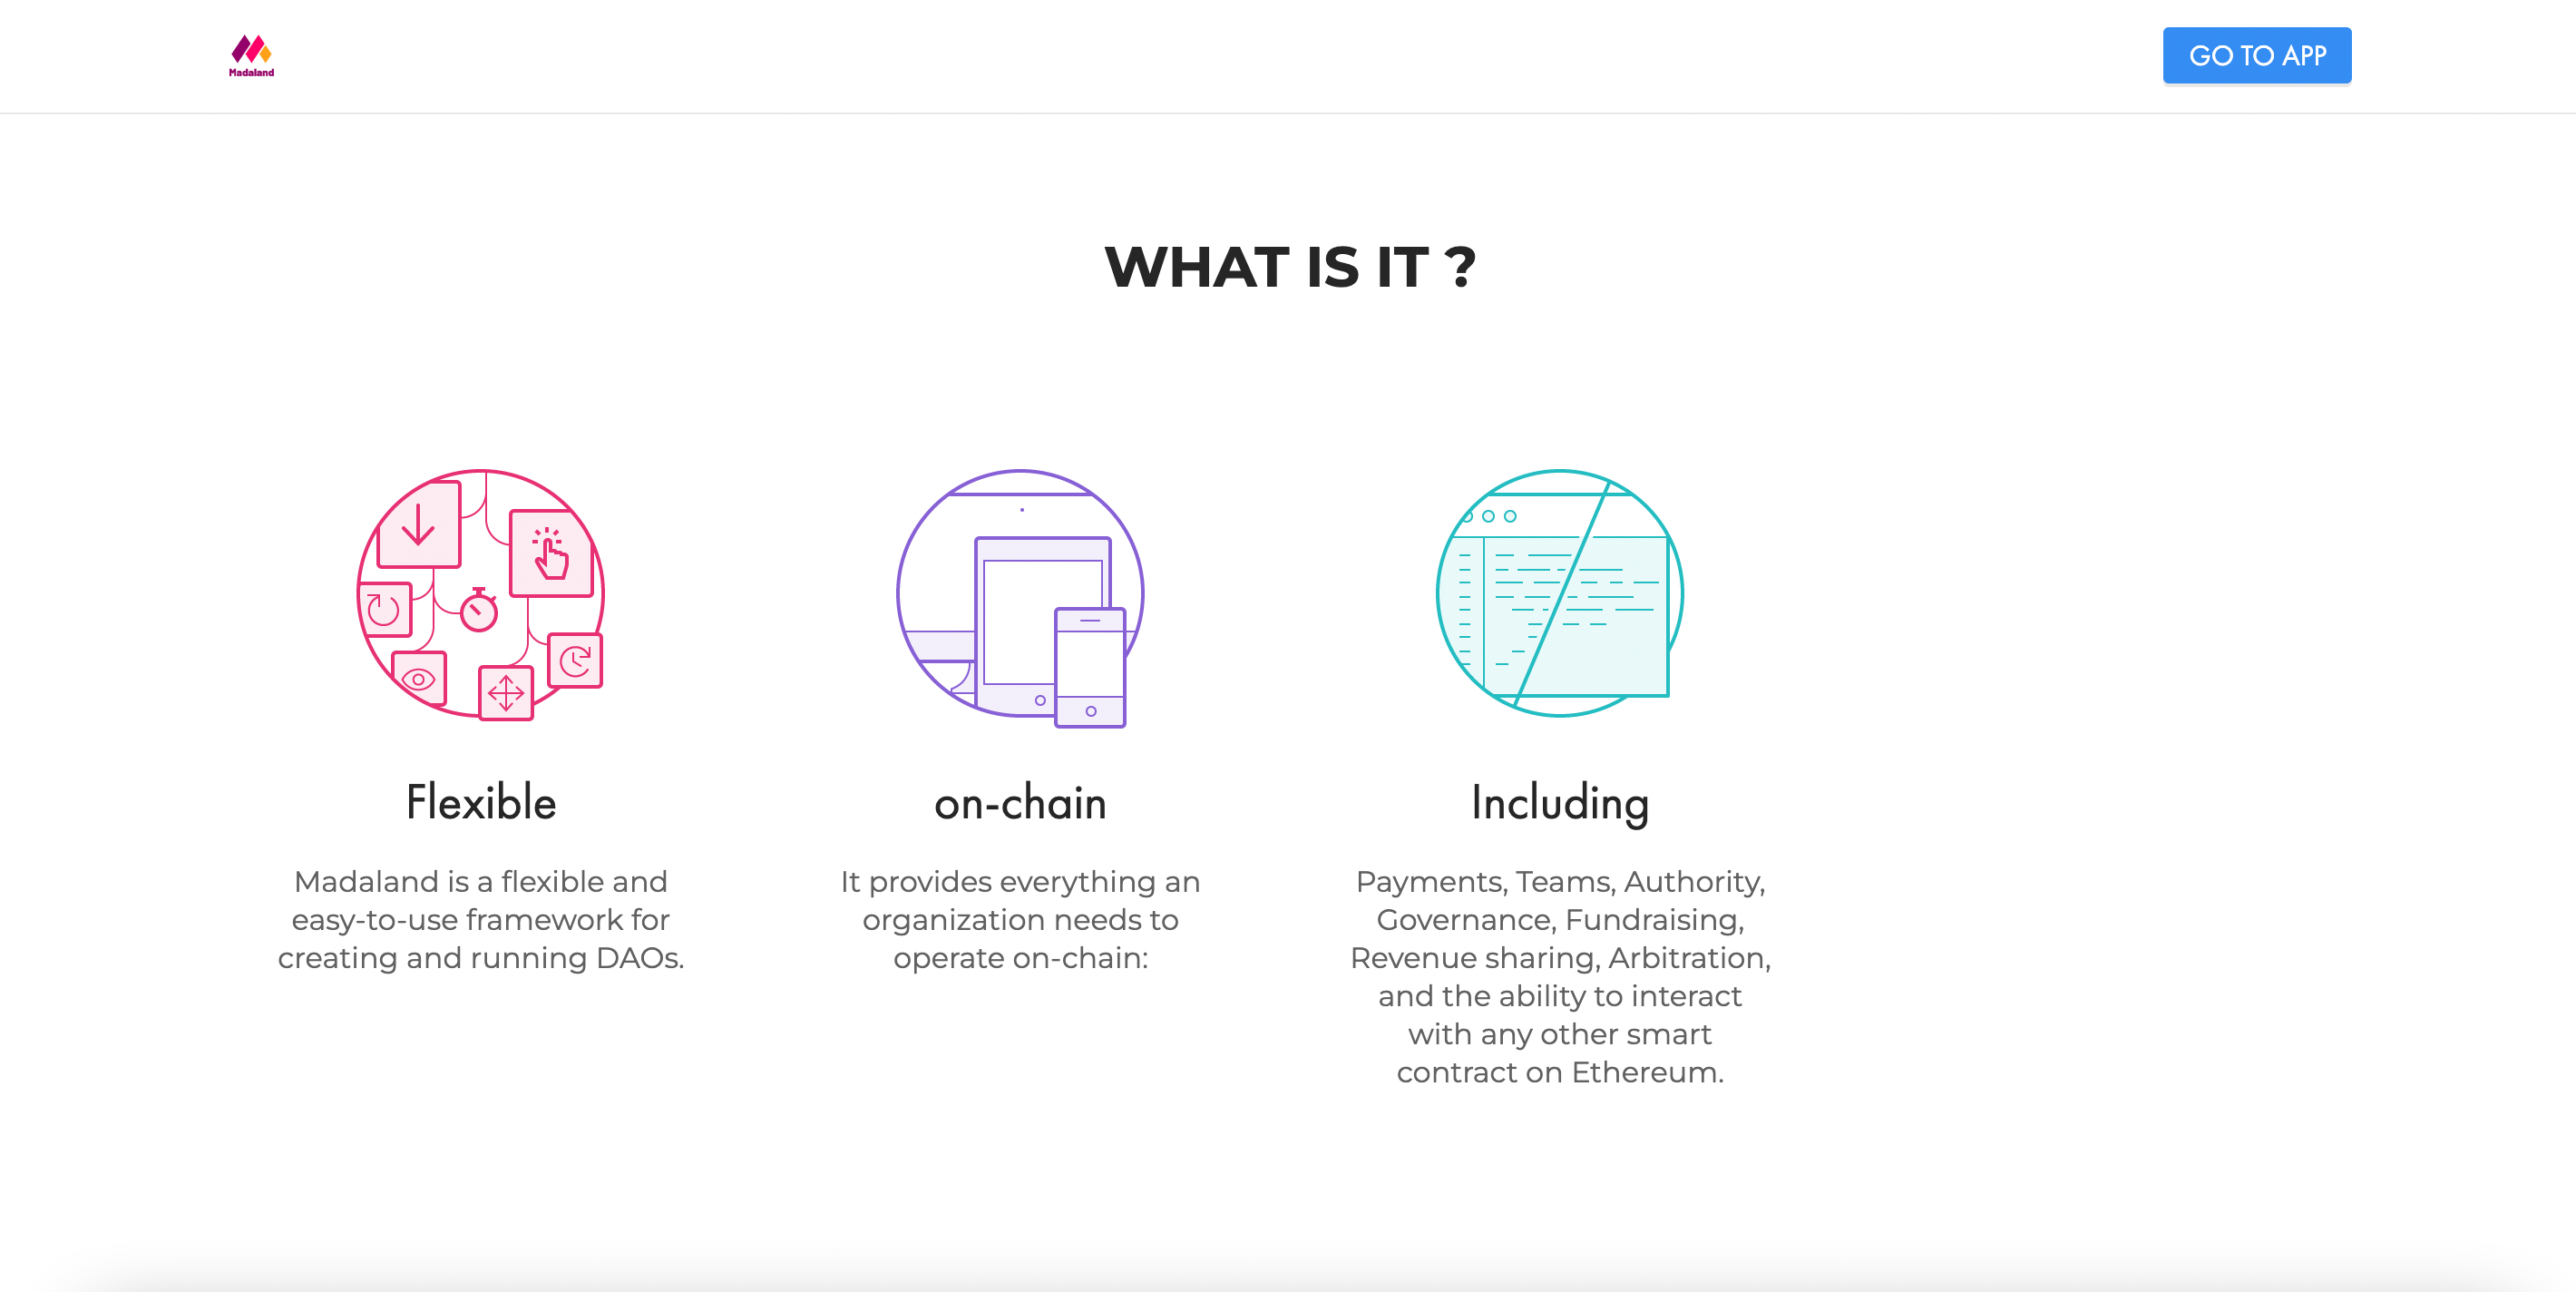 Madaland
GO TO APP
WHAT IS IT ?
Flexible
Madaland is a flexible and
easy-to-use framework for
creating and running DAOs.
on-chain
It provides everything an
organization needs to
operate on-chain:
Including
Payments, Teams, Authority,
Governance, Fundraising,
Revenue sharing, Arbitration,
and the ability to interact
with any other smart
contract on Ethereum.